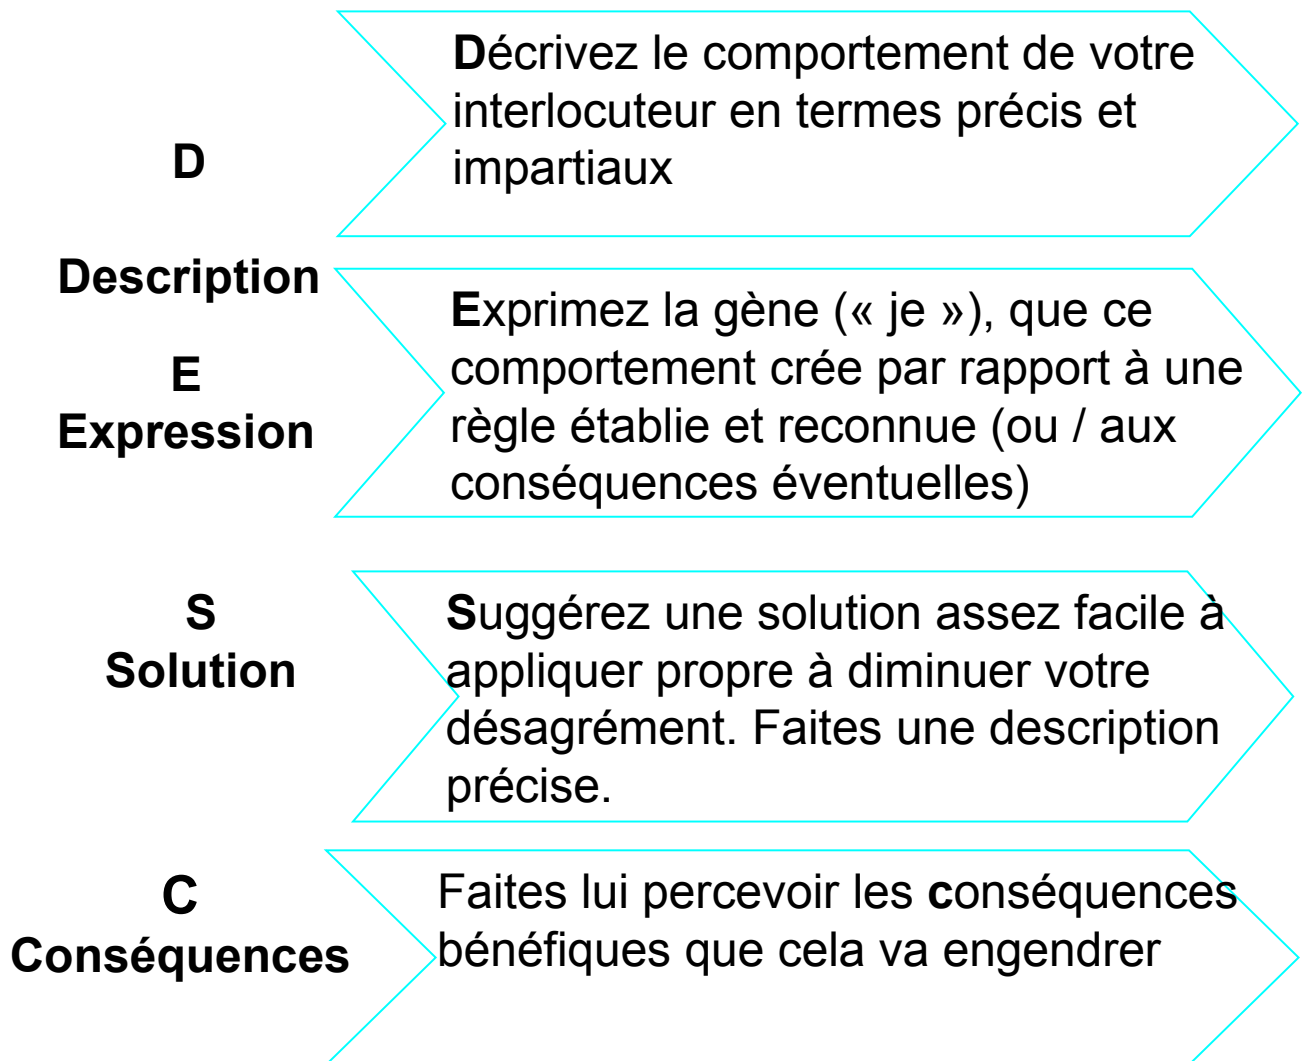 D
Description
Décrivez le comportement de votre
interlocuteur en termes précis et
impartiaux
E
Expression
Exprimez la gène (« je »), que ce
comportement crée par rapport à une
règle établie et reconnue (ou / aux
conséquences éventuelles)
S
Solution
Suggérez une solution assez facile à
appliquer propre à diminuer votre
désagrément. Faites une description
précise.
C
Conséquences
Faites lui percevoir les conséquences
bénéfiques que cela va engendrer